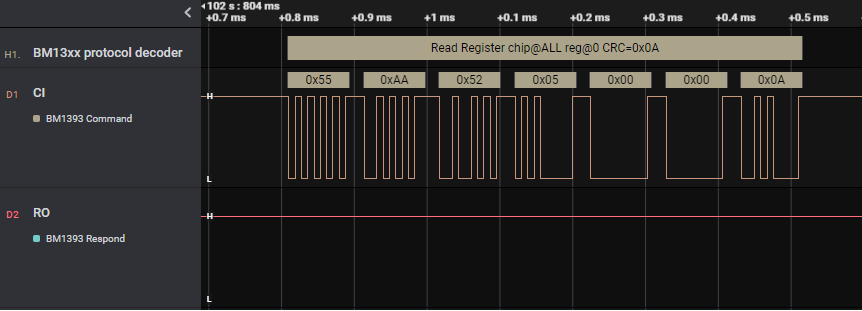 102 s : 804 ms
+0.7 ms +0.8 ms +0.9 ms +1 ms +0.1 ms +0.2 ms +0.3 ms +0.4 ms +0.5 ms
H1. BM13xx protocol decoder
Read Register chip@ALL reg@0 CRC=0x0A
0x55 0xAA 0x52 0x05 0x00 0x00 0x0A
D1 CI
H
BM1393 Command
L
D2 RO
H
BM1393 Respond
L